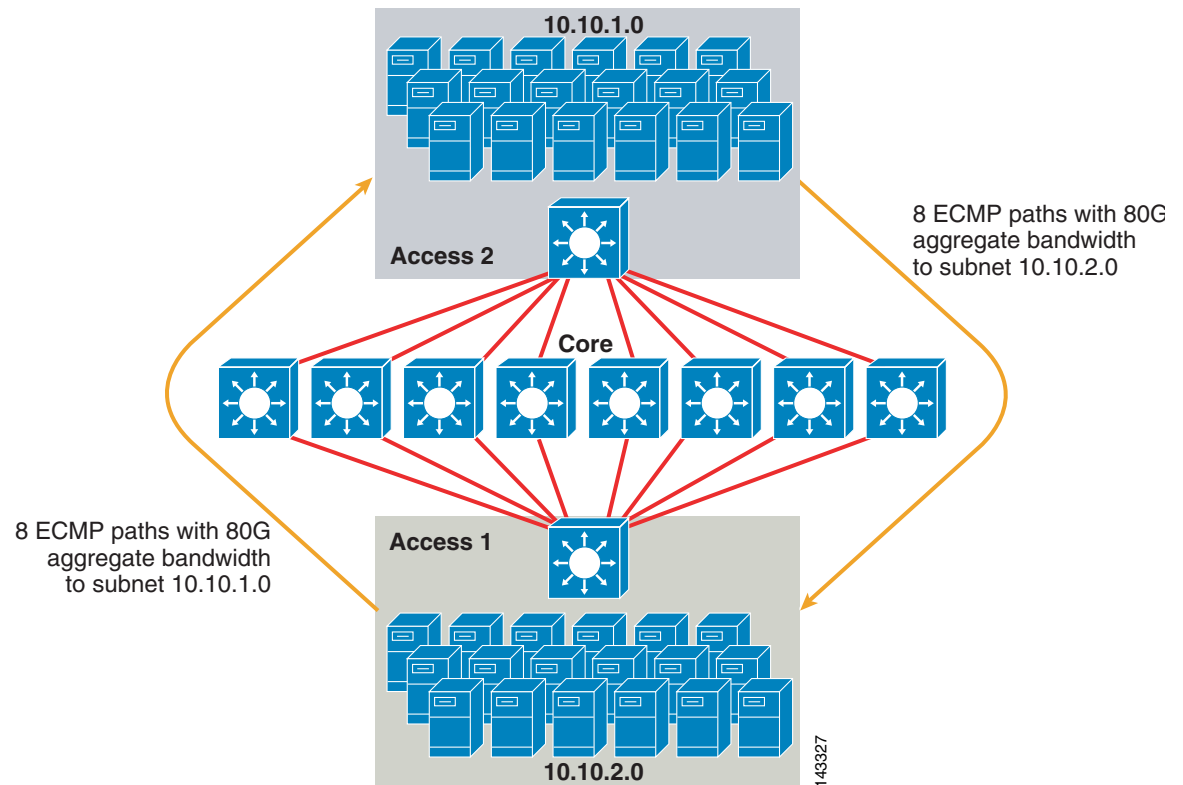 10.10.1.0
8 ECMP paths with 80G
aggregate bandwidth
to subnet 10.10.2.0
Access 2
Core
8 ECMP paths with 80G
aggregate bandwidth
to subnet 10.10.1.0
Access 1
10.10.2.0
143327